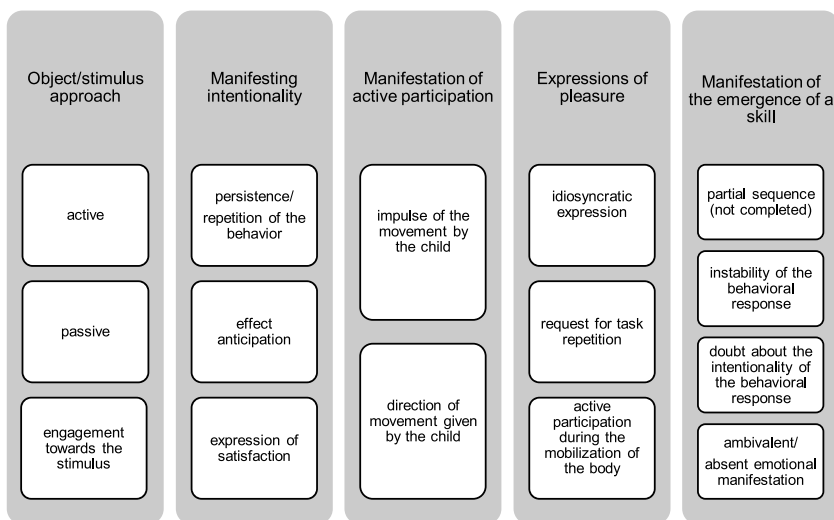 Object/stimulus
approach
active
passive
engagement
towards the
stimulus
Manifesting
intentionality
persistence/
repetition of the
behavior
effect
anticipation
expression of
satisfaction
Manifestation of
active participation
impulse of the
movement by
the child
direction of
movement given
by the child
Expressions of
pleasure
idiosyncratic
expression
request for task
repetition
active
participation
during the
mobilization of
the body
Manifestation of
the emergence of a
skill
partial sequence
(not completed)
instability of the
behavioral
response
doubt about the
intentionality of
the behavioral
response
ambivalent/
absent emotional
manifestation